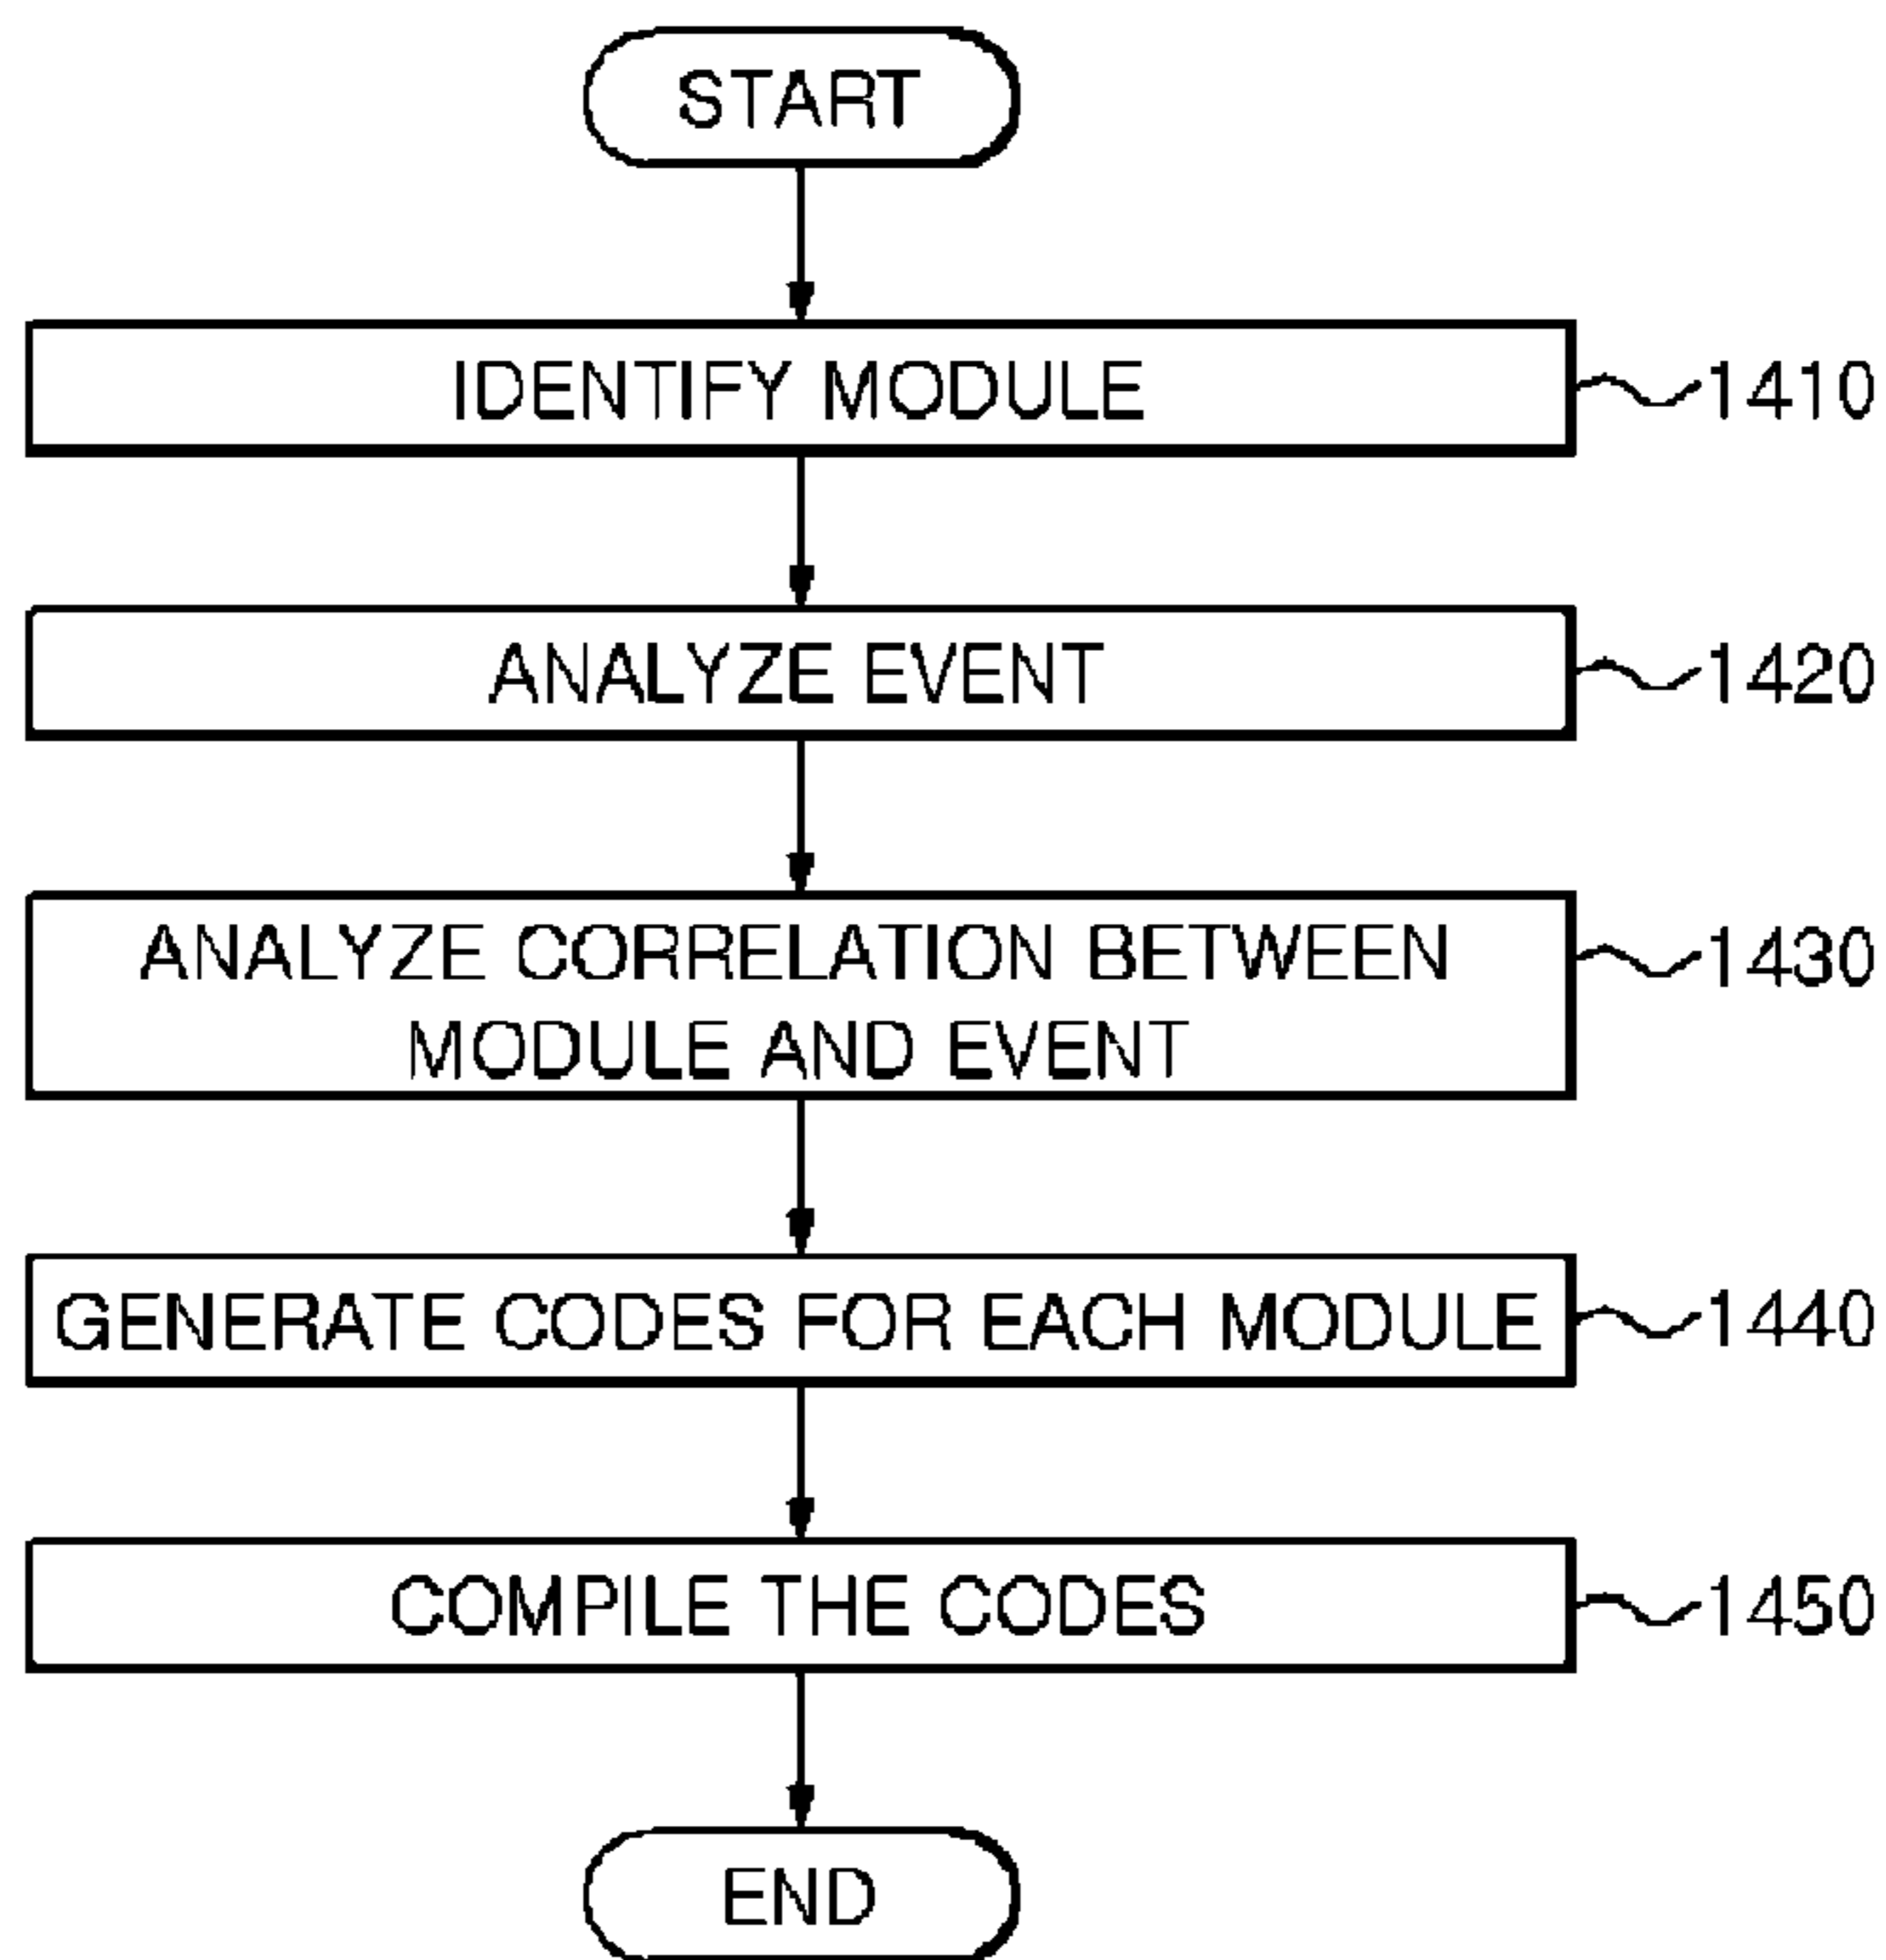 START
IDENTIFY MODULE
1410
ANALYZE EVENT
1420
ANALYZE CORRELATION BETWEEN
MODULE AND EVENT
1430
GENERATE CODES FOR EACH MODULE
1440
COMPILE THE CODES
1450
END